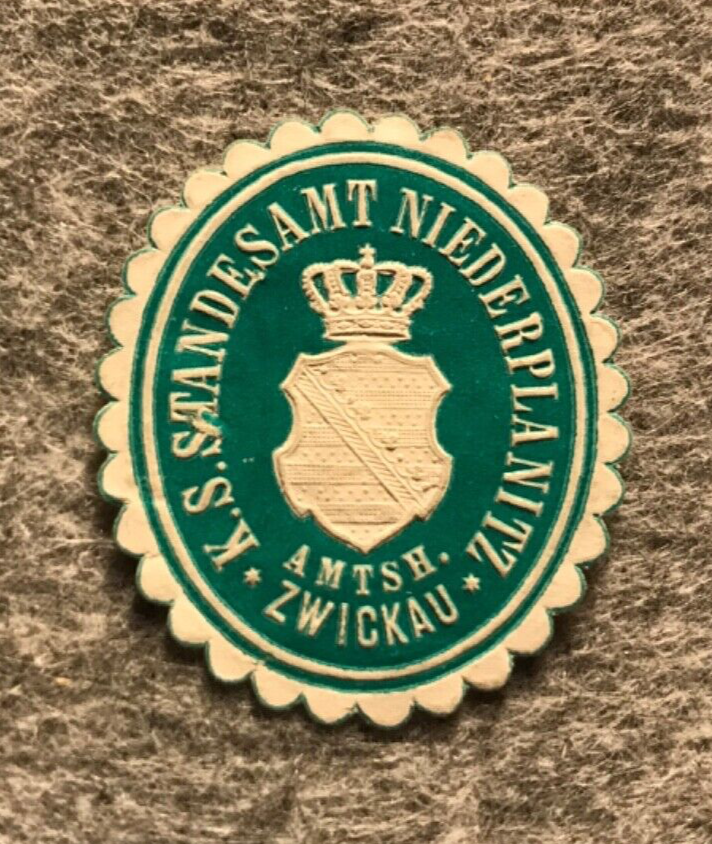 K. S. STANDESAMT NIEDERPLANITZ
AMTSH.
* ZWICKAU *